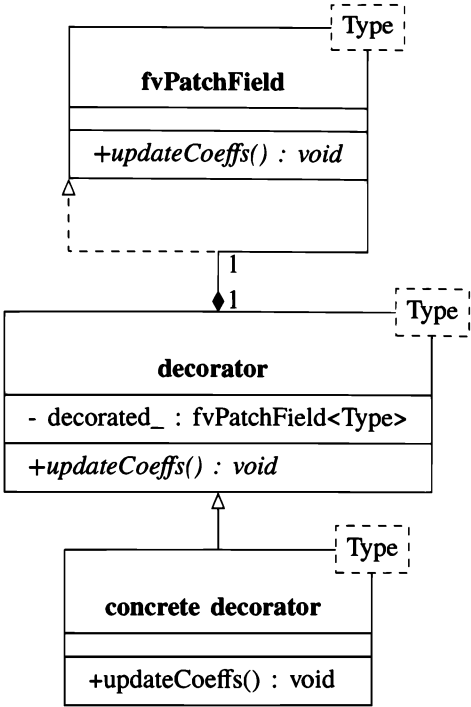 Type
fvPatchField
+updateCoeffs() : void
1
1
Type
decorator
- decorated_ : fvPatchField<Type>
+updateCoeffs() : void
Type
concrete decorator
+updateCoeffs() : void